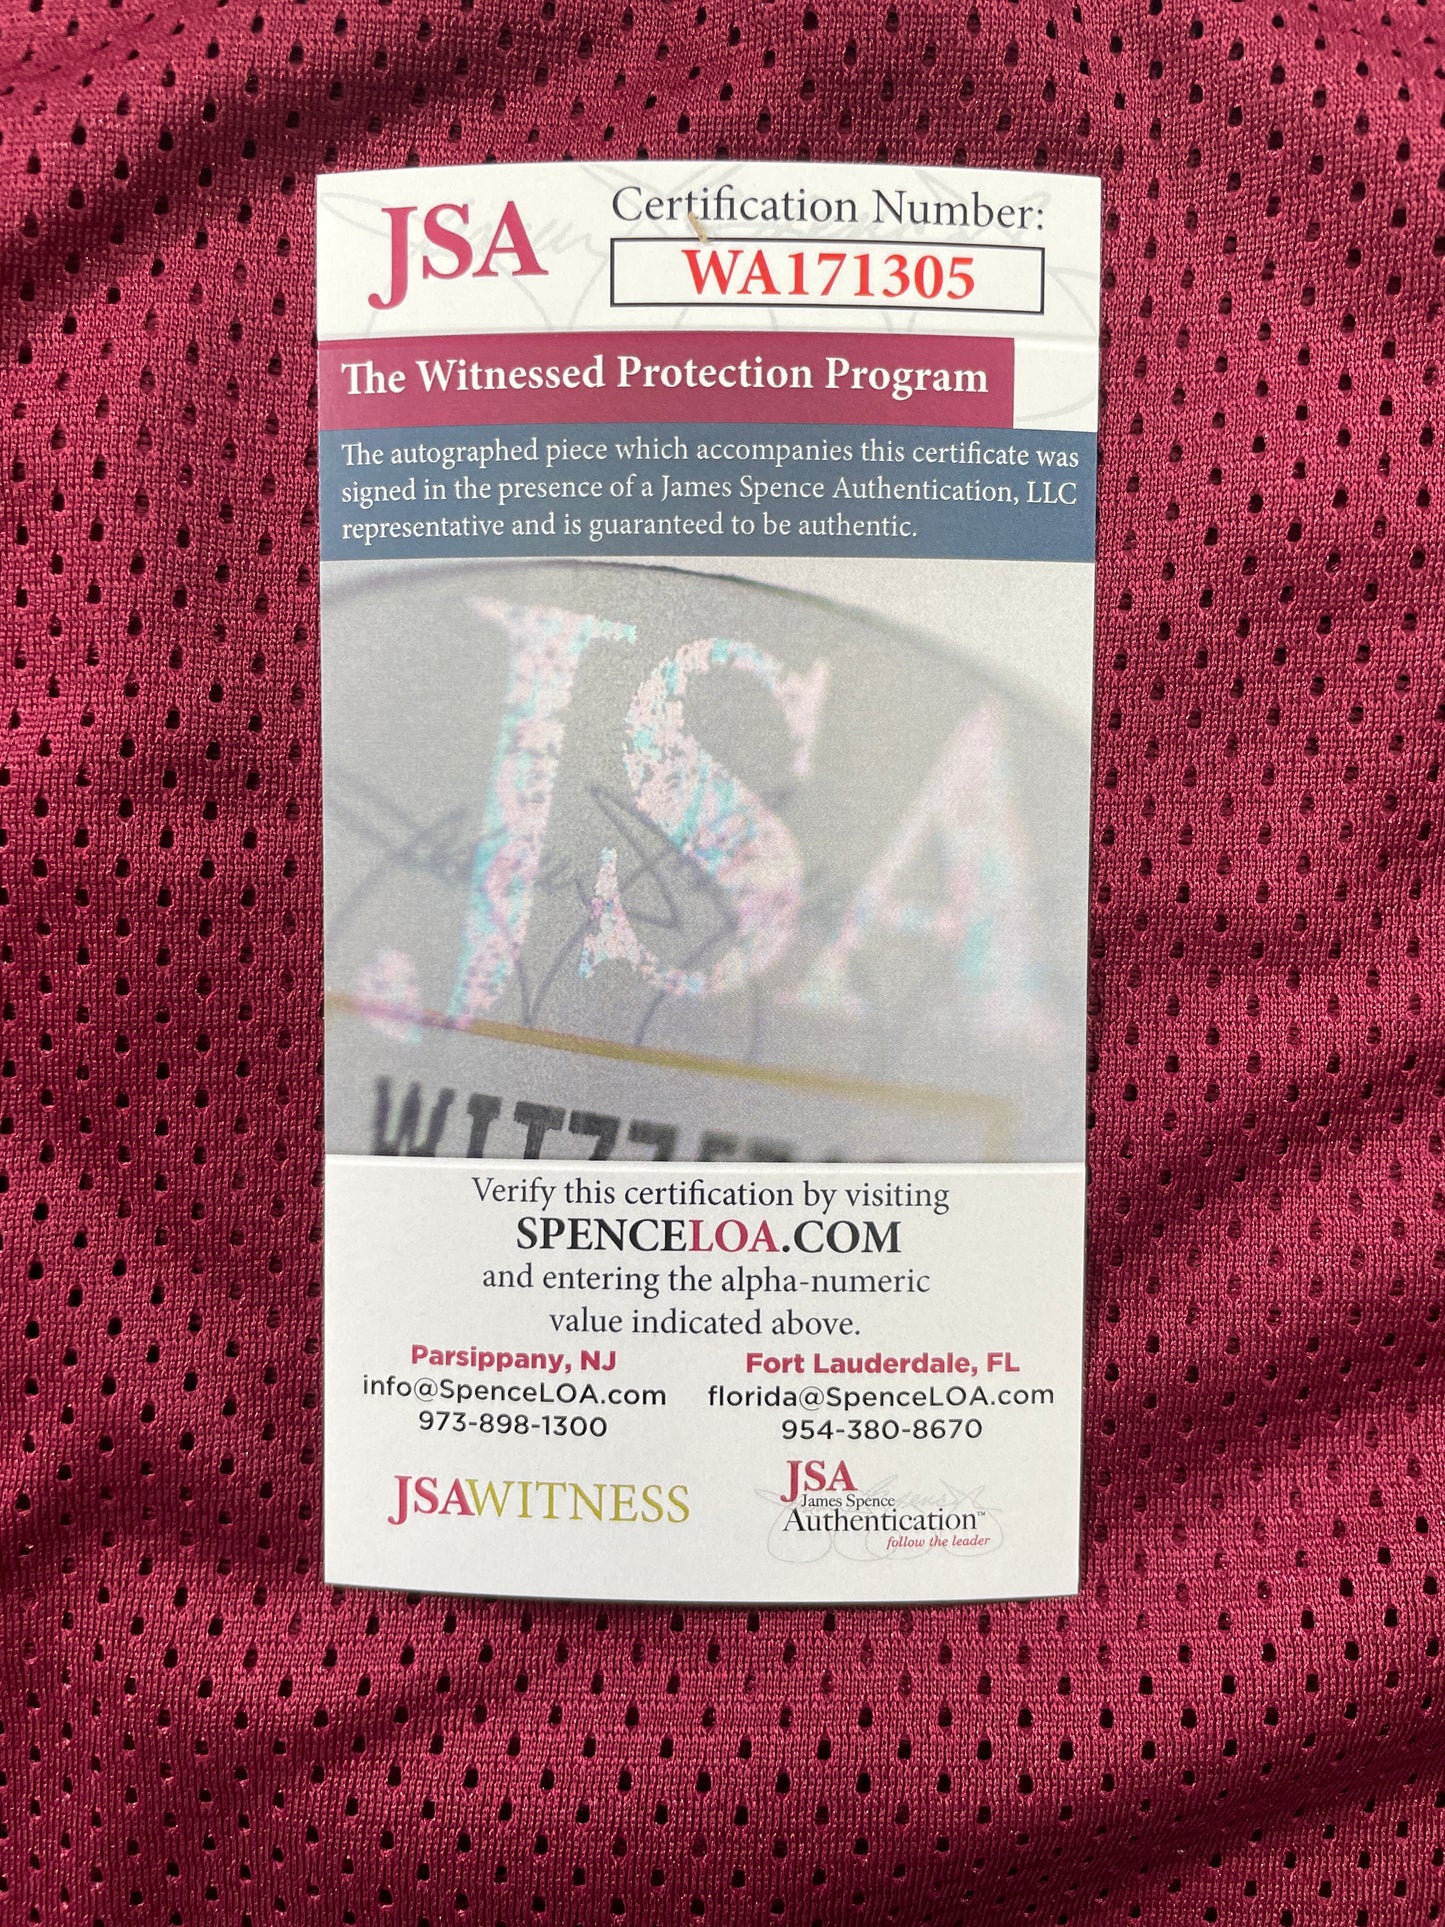 JSA
Certification Number:
WA171305
The Witnessed Protection Program
The autographed piece which accompanies this certificate was
signed in the presence of a James Spence Authentication, LLC
representative and is guaranteed to be authentic.
JSA
Verify this certification by visiting
SPENCELOA.COM
and entering the alpha-numeric
value indicated above.
Parsippany, NJ
info@SpenceLOA.com
973-898-1300
Fort Lauderdale, FL
florida@SpenceLOA.com
954-380-8670
JSAWITNESS
JSA
James Spence
Authentication™
follow the leader